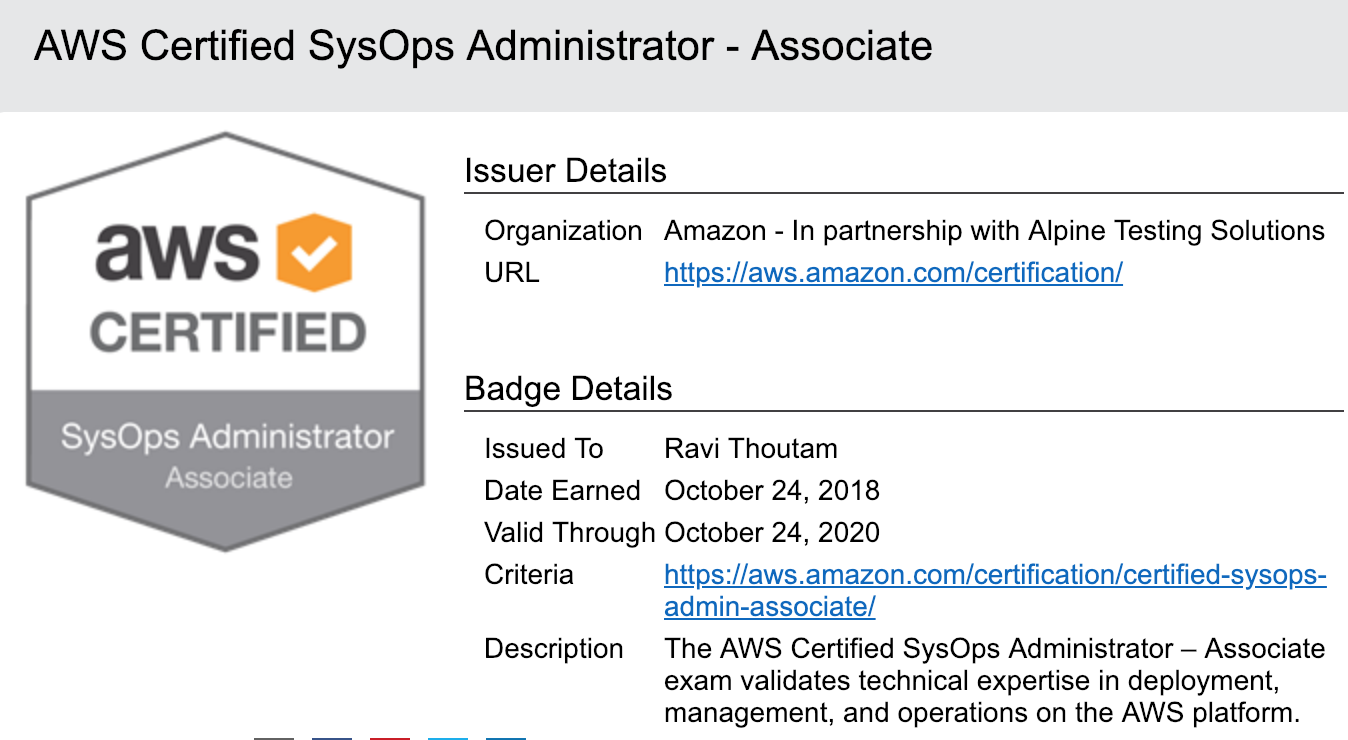 AWS Certified SysOps Administrator - Associate
aws
CERTIFIED
SysOps Administrator
Associate
Issuer Details
Organization Amazon - In partnership with Alpine Testing Solutions
URL https://aws.amazon.com/certification/
Badge Details
Issued To Ravi Thoutam
Date Earned October 24, 2018
Valid Through October 24, 2020
Criteria https://aws.amazon.com/certification/certified-sysops-
admin-associate/
Description The AWS Certified SysOps Administrator – Associate
exam validates technical expertise in deployment,
management, and operations on the AWS platform.